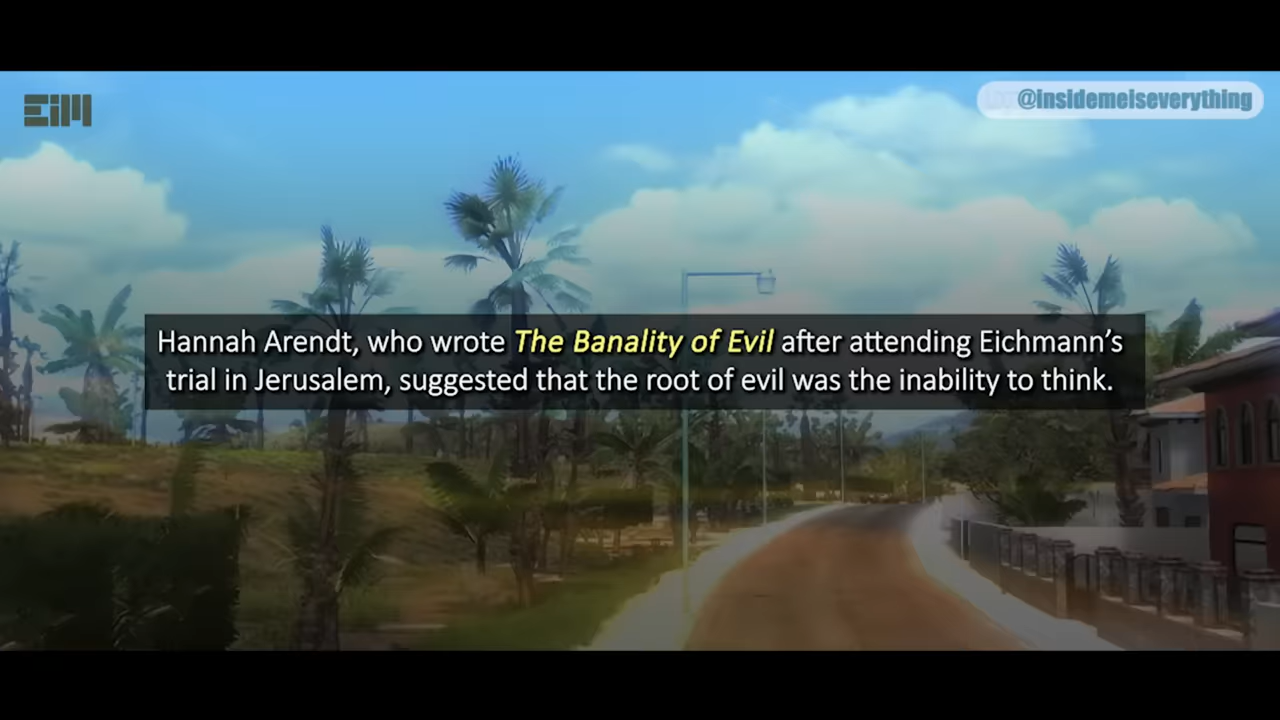 EiM
@insidemeiseverything
Hannah Arendt, who wrote The Banality of Evil after attending Eichmann’s
trial in Jerusalem, suggested that the root of evil was the inability to think.